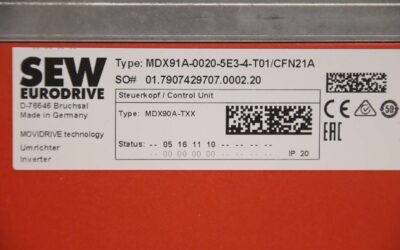 SEW
EURODRIVE
D-76646 Bruchsal
Made in Germany
MOVIDRIVE technology
Umrichter
Inverter
Type: MDX91A-0020-5E3-4-T01/CFN21A
SO# 01.7907429707.0002.20
Steuerkopf / Control Unit
Type: MDX90A-TXX
Status: -- 05 16 11 10 -- -- -- --
-- 00 00 00 00 -- -- -- --
IP 20
CE
EAC